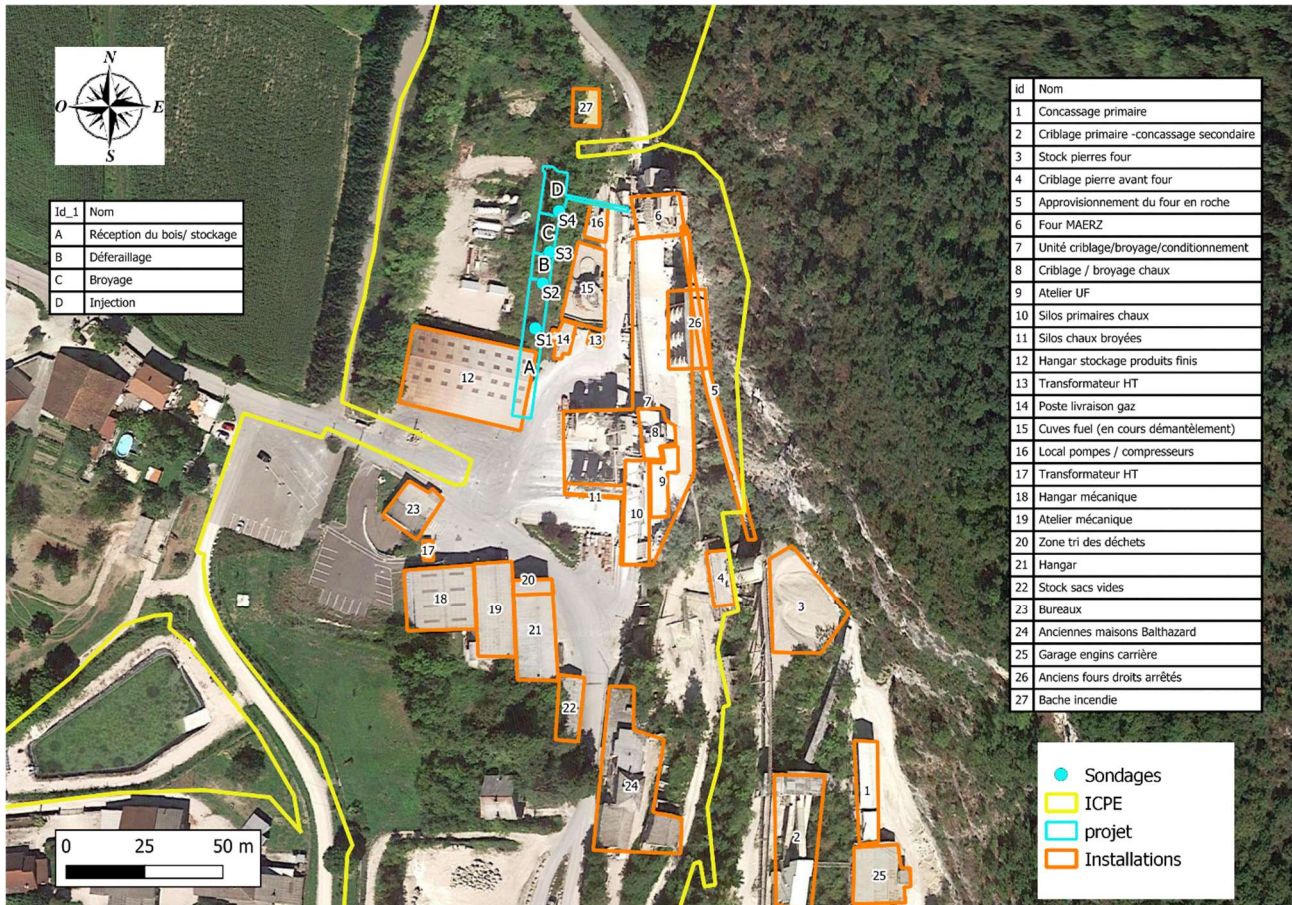 N
O
E
S
Id_1 Nom
A Réception du bois/ stockage
B Déferaillage
C Broyage
D Injection
id Nom
1 Concassage primaire
2 Criblage primaire -concassage secondaire
3 Stock pierres four
4 Criblage pierre avant four
5 Approvisionnement du four en roche
6 Four MAERZ
7 Unité criblage/broyage/conditionnement
8 Criblage / broyage chaux
9 Atelier UF
10 Silos primaires chaux
11 Silos chaux broyées
12 Hangar stockage produits finis
13 Transformateur HT
14 Poste livraison gaz
15 Cuves fuel (en cours démantèlement)
16 Local pompes / compresseurs
17 Transformateur HT
18 Hangar mécanique
19 Atelier mécanique
20 Zone tri des déchets
21 Hangar
22 Stock sacs vides
23 Bureaux
24 Anciennes maisons Balthazard
25 Garage engins carrière
26 Anciens fours droits arrêtés
27 Bache incendie
27
D
S4
16
6
C
S3
B
15
S2
26
S1
14
13
12
A
5
7
8
9
11
10
23
17
4
20
18
19
21
3
22
24
1
2
25
0 25 50 m
Sondages
ICPE
projet
Installations